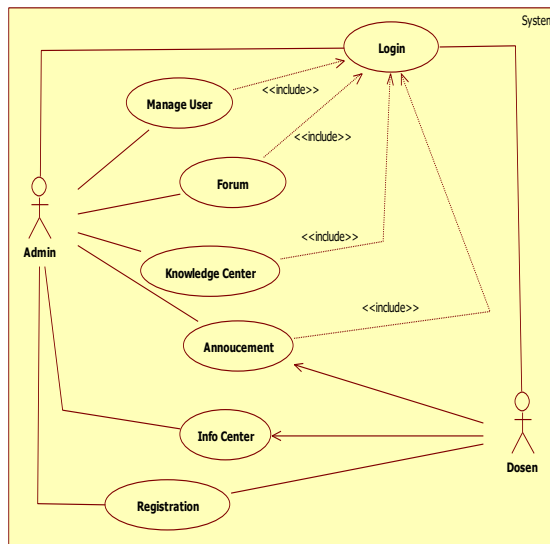 System
Login
Manage User
<<include>>
<<include>>
Forum
Admin
<<include>>
Knowledge Center
<<include>>
Annoucement
Info Center
Dosen
Registration